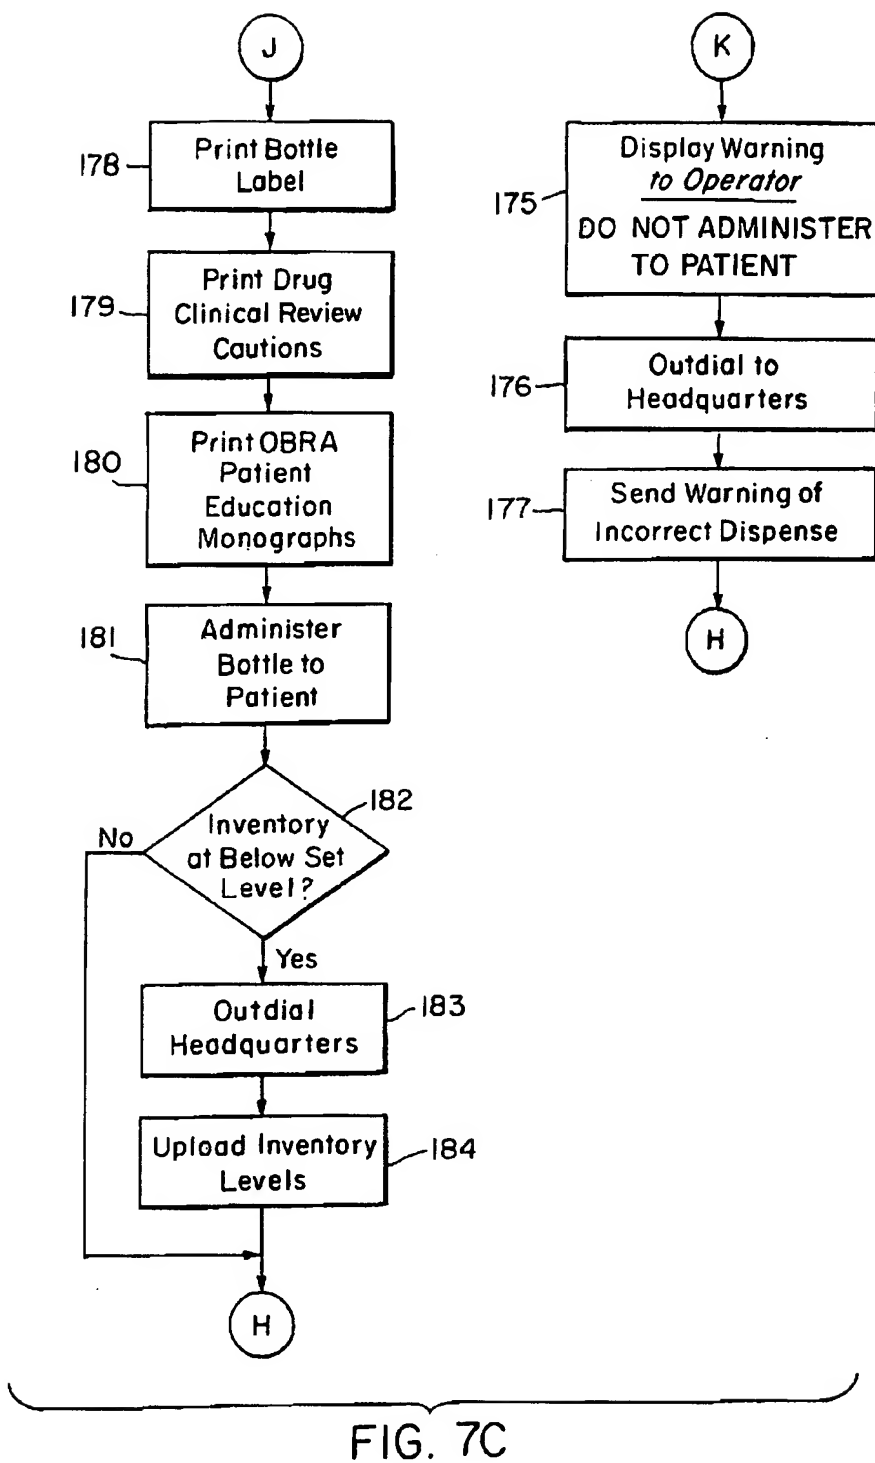 J
178
Print Bottle
Label
179
Print Drug
Clinical Review
Cautions
180
Print OBRA
Patient
Education
Monographs
181
Administer
Bottle to
Patient
182
Inventory
at Below Set
Level?
No
Yes
183
Outdial
Headquarters
184
Upload Inventory
Levels
H
K
175
Display Warning
to Operator
DO NOT ADMINISTER
TO PATIENT
176
Outdial to
Headquarters
177
Send Warning of
Incorrect Dispense
H
FIG. 7C